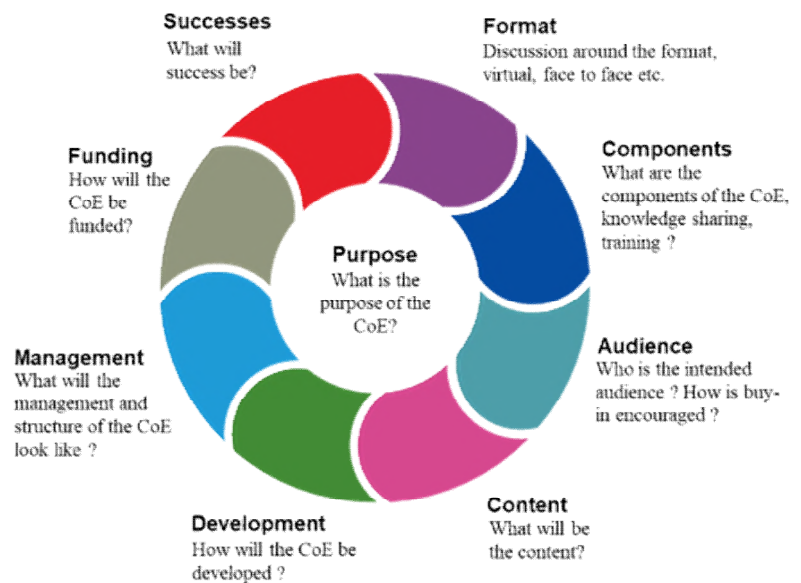 Successes
What will
success be?
Format
Discussion around the format,
virtual, face to face etc.
Components
What are the
components of the CoE,
knowledge sharing,
training ?
Audience
Who is the intended
audience ? How is buy-
in encouraged ?
Content
What will be
the content?
Development
How will the CoE be
developed ?
Management
What will the
management and
structure of the CoE
look like ?
Funding
How will the
CoE be
funded?
Purpose
What is the
purpose of the
CoE?